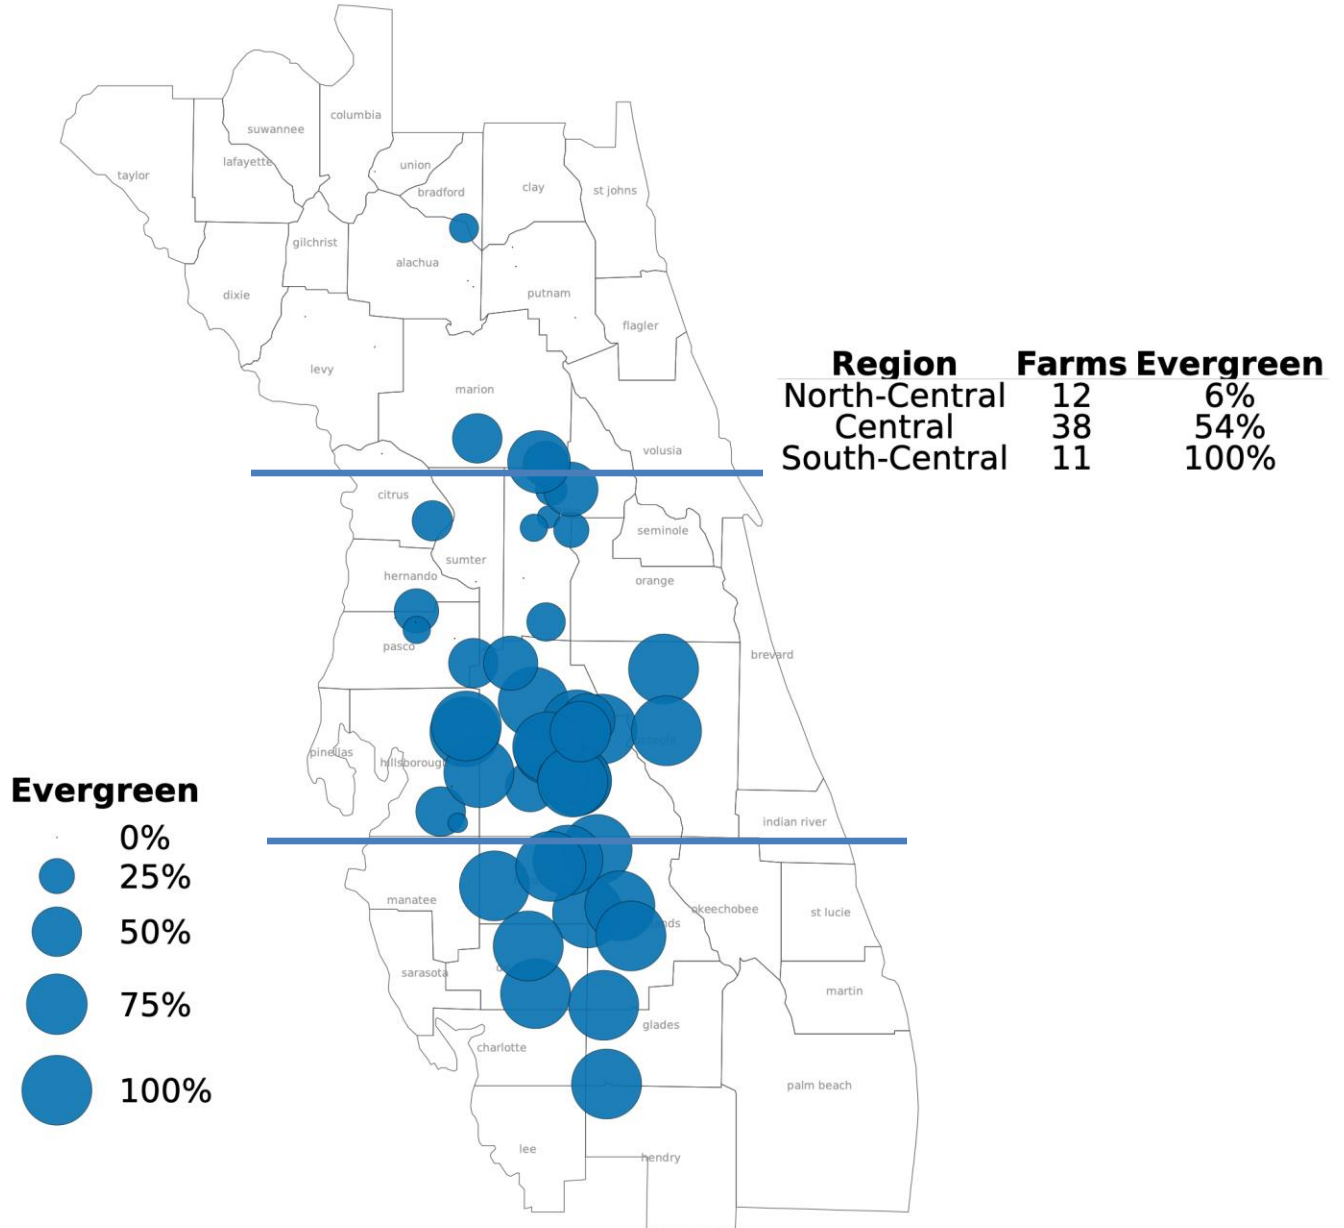 columbia
suwannee
lafayette
union
taylor
bradford
clay
st johns
gilchrist
alachua
dixie
putnam
flagler
levy
marion
volusia
Region Farms Evergreen
North-Central 12 6%
Central 38 54%
South-Central 11 100%
citrus
seminole
sumter
hernando
orange
pasco
brevard
pinellas
hillsborough
indian river
Evergreen
0%
25%
50%
75%
100%
manatee
okeechobee
st lucie
nds
sarasota
martin
glades
charlotte
palm beach
lee
hendry